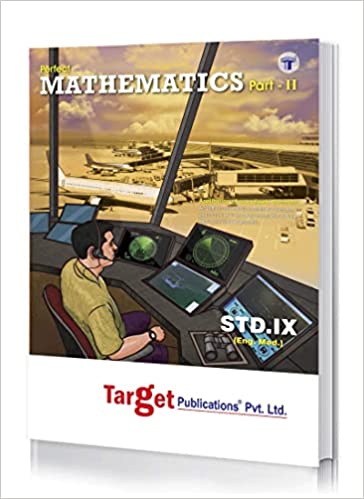 Perfect
MATHEMATICS Part - II
STD.IX
(Eng. Med.)
Target Publications® Pvt. Ltd.